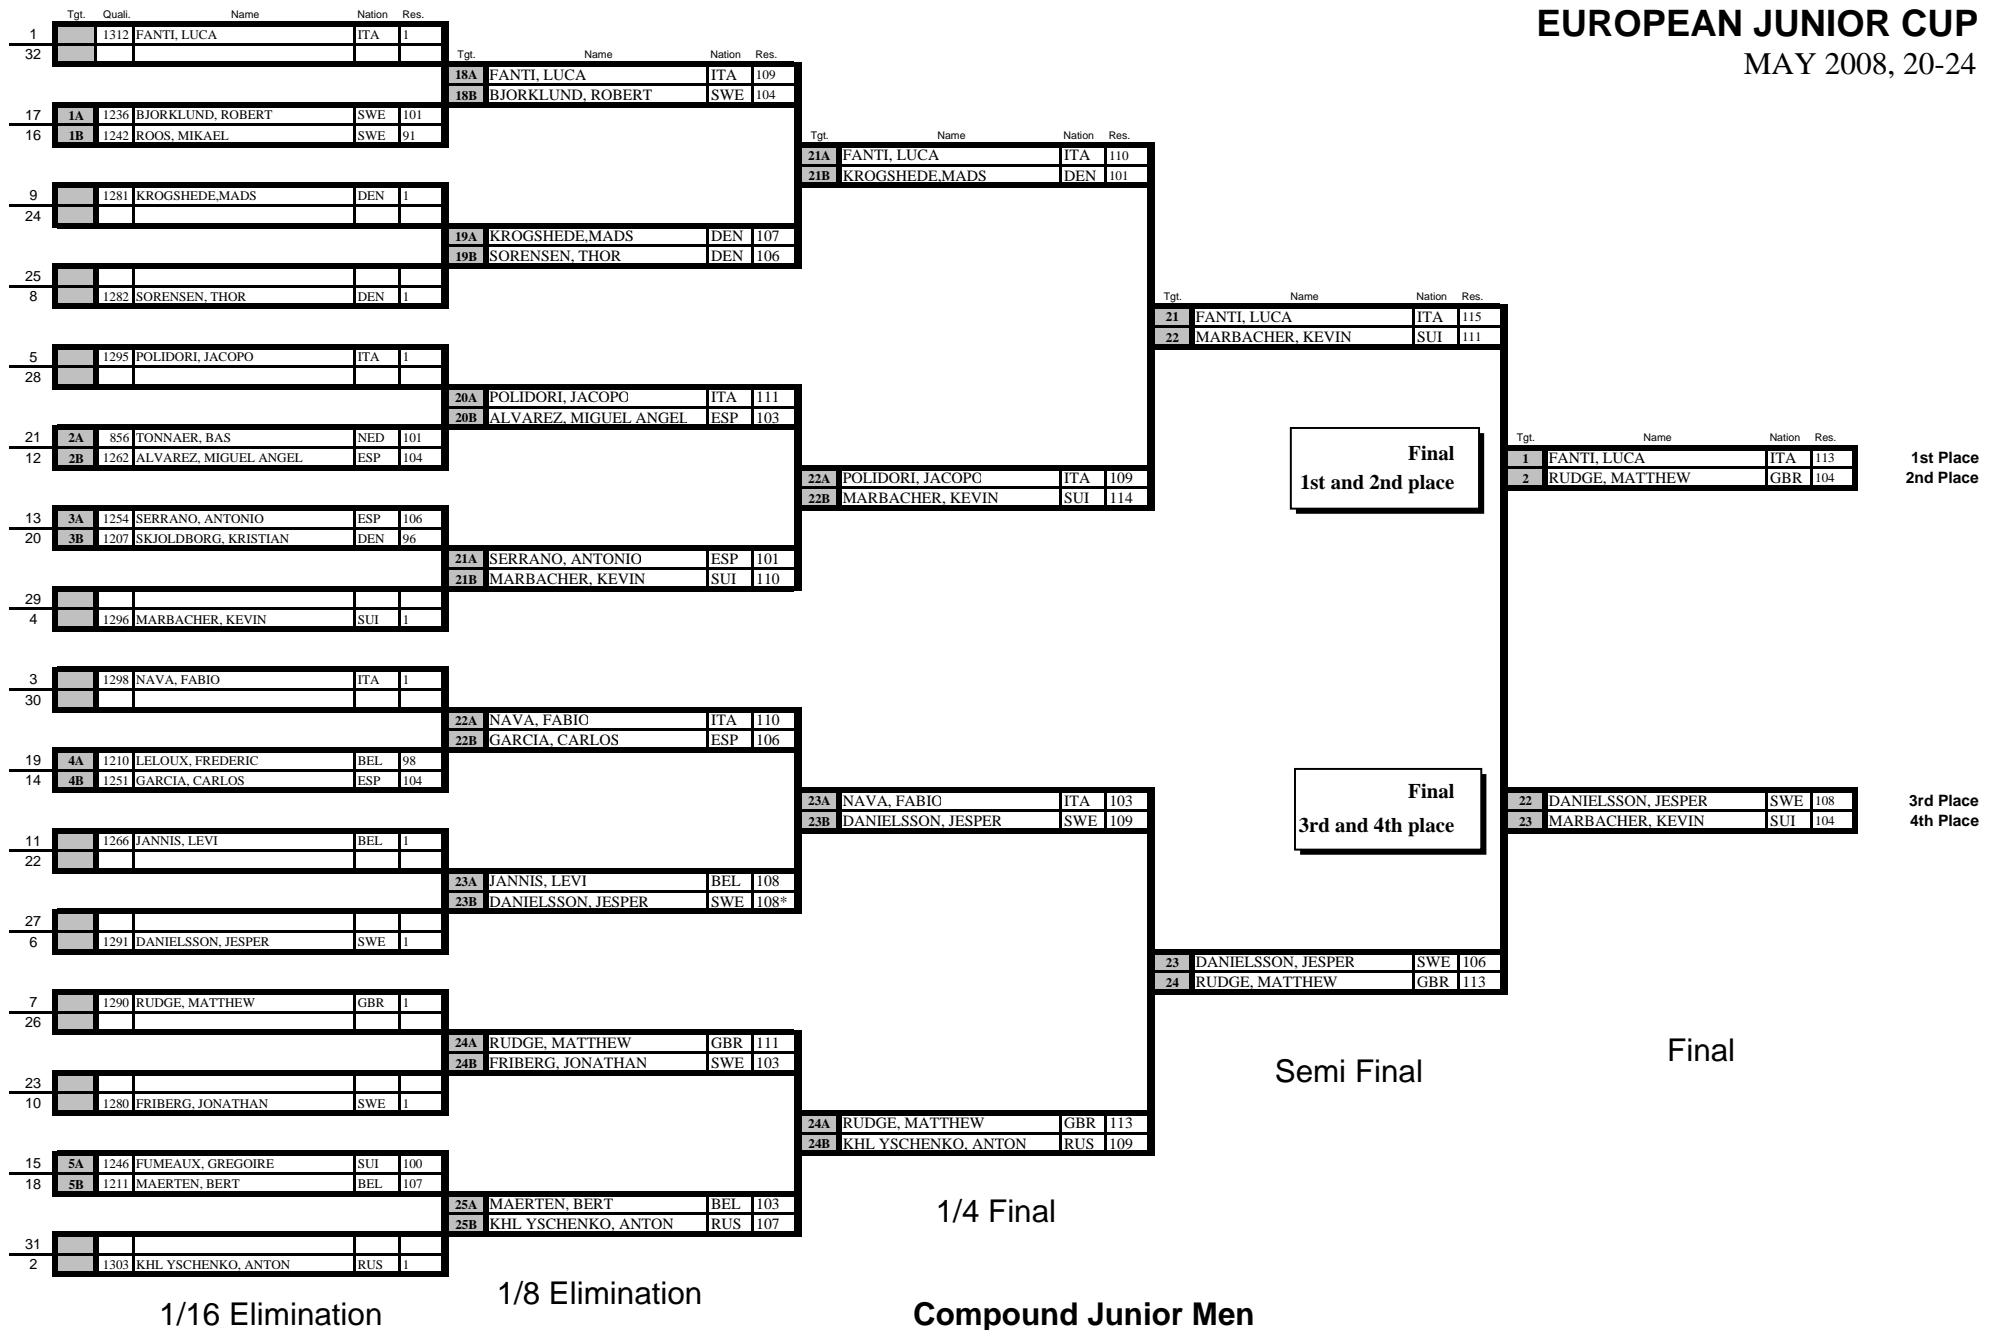 EUROPEAN JUNIOR CUP
MAY 2008, 20-24
Tgt. Quali. Name Nation Res.
1 1312 FANTI, LUCA ITA 1
32
17 1A 1236 BJORKLUND, ROBERT SWE 101
16 1B 1242 ROOS, MIKAEL SWE 91
9 1281 KROGSHEDE,MADS DEN 1
24
25
8 1282 SORENSEN, THOR DEN 1
5 1295 POLIDORI, JACOPO ITA 1
28
21 2A 856 TONNAER, BAS NED 101
12 2B 1262 ALVAREZ, MIGUEL ANGEL ESP 104
13 3A 1254 SERRANO, ANTONIO ESP 106
20 3B 1207 SKJOLDBORG, KRISTIAN DEN 96
29
4 1296 MARBACHER, KEVIN SUI 1
3 1298 NAVA, FABIO ITA 1
30
19 4A 1210 LELOUX, FREDERIC BEL 98
14 4B 1251 GARCIA, CARLOS ESP 104
11 1266 JANNIS, LEVI BEL 1
22
27
6 1291 DANIELSSON, JESPER SWE 1
7 1290 RUDGE, MATTHEW GBR 1
26
23
10 1280 FRIBERG, JONATHAN SWE 1
15 5A 1246 FUMEAUX, GREGOIRE SUI 100
18 5B 1211 MAERTEN, BERT BEL 107
31
2 1303 KHL YSCHENKO, ANTON RUS 1
1/16 Elimination
Tgt. Name Nation Res.
18A FANTI, LUCA ITA 109
18B BJORKLUND, ROBERT SWE 104
19A KROGSHEDE,MADS DEN 107
19B SORENSEN, THOR DEN 106
20A POLIDORI, JACOPO ITA 111
20B ALVAREZ, MIGUEL ANGEL ESP 103
21A SERRANO, ANTONIO ESP 101
21B MARBACHER, KEVIN SUI 110
22A NAVA, FABIO ITA 110
22B GARCIA, CARLOS ESP 106
23A JANNIS, LEVI BEL 108
23B DANIELSSON, JESPER SWE 108*
24A RUDGE, MATTHEW GBR 111
24B FRIBERG, JONATHAN SWE 103
25A MAERTEN, BERT BEL 103
25B KHL YSCHENKO, ANTON RUS 107
1/8 Elimination
Tgt. Name Nation Res.
21A FANTI, LUCA ITA 110
21B KROGSHEDE,MADS DEN 101
22A POLIDORI, JACOPO ITA 109
22B MARBACHER, KEVIN SUI 114
23A NAVA, FABIO ITA 103
23B DANIELSSON, JESPER SWE 109
24A RUDGE, MATTHEW GBR 113
24B KHL YSCHENKO, ANTON RUS 109
1/4 Final
Tgt. Name Nation Res.
21 FANTI, LUCA ITA 115
22 MARBACHER, KEVIN SUI 111
23 DANIELSSON, JESPER SWE 106
24 RUDGE, MATTHEW GBR 113
Semi Final
Final
1st and 2nd place
Tgt. Name Nation Res.
1 FANTI, LUCA ITA 113 1st Place
2 RUDGE, MATTHEW GBR 104 2nd Place
Final
3rd and 4th place
22 DANIELSSON, JESPER SWE 108 3rd Place
23 MARBACHER, KEVIN SUI 104 4th Place
Final
Compound Junior Men